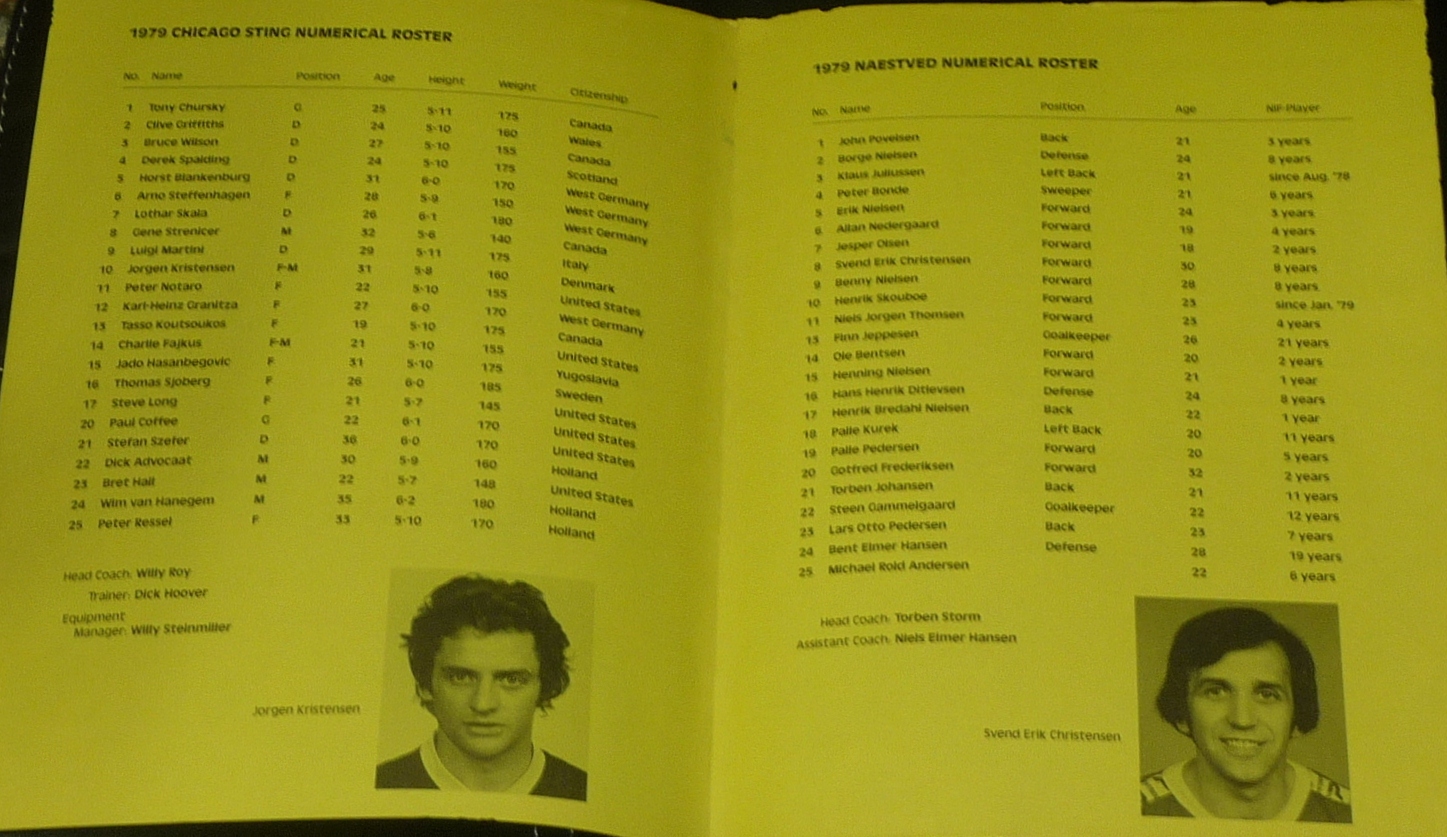 1979 CHICAGO STING NUMERICAL ROSTER
No. Name Position Age Height Weight Citizenship
1 Tony Chursky G 25 5-11 175 Canada
2 Clive Griffiths D 24 5-10 160 Wales
3 Bruce Wilson D 27 5-10 155 Canada
4 Derek Spalding D 24 5-10 175 Scotland
5 Horst Blankenburg D 31 6-0 170 West Germany
6 Arno Steffenhagen F 28 5-9 150 West Germany
7 Lothar Skala D 26 6-1 180 West Germany
8 Gene Strenicer M 32 5-6 140 Canada
9 Luigi Martini D 29 5-11 175 Italy
10 Jorgen Kristensen F-M 31 5-8 160 Denmark
11 Peter Notaro F 22 5-10 155 United States
12 Karl-Heinz Granitza F 27 6-0 170 West Germany
13 Tasso Koutsoukos F 19 5-10 175 Canada
14 Charlie Fajkus F-M 21 5-10 155 United States
15 Jado Hasanbegovic F 31 5-10 175 Yugoslavia
16 Thomas Sjoberg F 26 6-0 185 Sweden
17 Steve Long F 21 5-7 145 United States
20 Paul Coffee G 22 6-1 170 United States
21 Stefan Szefer D 36 6-0 170 United States
22 Dick Advocaat M 30 5-9 160 Holland
23 Bret Hall M 22 5-7 148 United States
24 Wim van Hanegem M 35 6-2 180 Holland
25 Peter Ressel F 33 5-10 170 Holland
Head Coach: Willy Roy
Trainer: Dick Hoover
Equipment
Manager: Willy Steinmiller
Jorgen Kristensen
1979 NAESTVED NUMERICAL ROSTER
No. Name Position Age NIF-Player
1 John Povelsen Back 21 3 years
2 Borge Nielsen Defense 24 8 years
3 Klaus Juliussen Left Back 21 since Aug. '78
4 Peter Bonde Sweeper 21 6 years
5 Erik Nielsen Forward 24 3 years
6 Allan Nedergaard Forward 19 4 years
7 Jesper Olsen Forward 18 2 years
8 Svend Erik Christensen Forward 30 8 years
9 Benny Nielsen Forward 28 8 years
10 Henrik Skouboe Forward 23 since Jan. '79
11 Niels Jorgen Thomsen Forward 23 4 years
13 Finn Jeppesen Goalkeeper 26 21 years
14 Ole Bentsen Forward 20 2 years
15 Henning Nielsen Forward 21 1 year
16 Hans Henrik Ditlevsen Defense 24 8 years
17 Henrik Bredahl Nielsen Back 22 1 year
18 Palle Kurek Left Back 20 11 years
19 Palle Pedersen Forward 20 5 years
20 Gotfred Frederiksen Forward 32 2 years
21 Torben Johansen Back 21 11 years
22 Steen Gammelgaard Goalkeeper 22 12 years
23 Lars Otto Pedersen Back 23 7 years
24 Bent Elmer Hansen Defense 28 19 years
25 Michael Rold Andersen 22 6 years
Head Coach: Torben Storm
Assistant Coach: Niels Elmer Hansen
Svend Erik Christensen